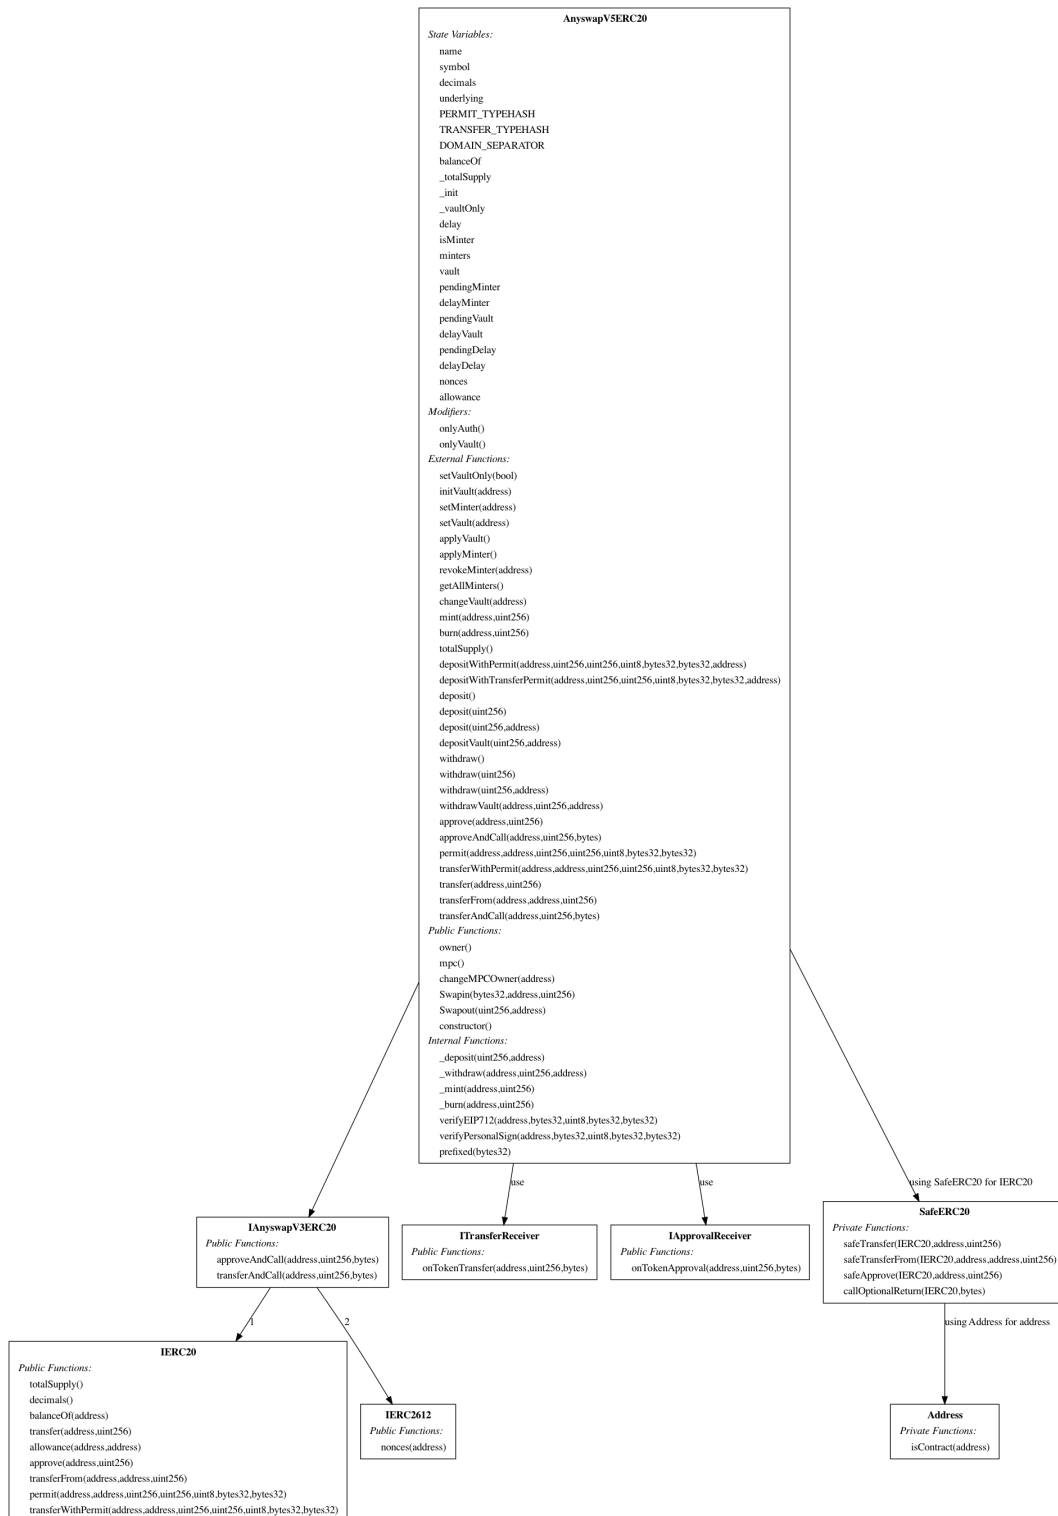 AnyswapV5ERC20
State Variables:
name
symbol
decimals
underlying
PERMIT_TYPEHASH
TRANSFER_TYPEHASH
DOMAIN_SEPARATOR
balanceOf
_totalSupply
_init
_vaultOnly
delay
isMinter
minters
vault
pendingMinter
delayMinter
pendingVault
delayVault
pendingDelay
delayDelay
nonces
allowance
Modifiers:
onlyAuth()
onlyVault()
External Functions:
setVaultOnly(bool)
initVault(address)
setMinter(address)
setVault(address)
applyVault()
applyMinter()
revokeMinter(address)
getAllMinters()
changeVault(address)
mint(address,uint256)
burn(address,uint256)
totalSupply()
depositWithPermit(address,uint256,uint256,uint8,bytes32,bytes32,address)
depositWithTransferPermit(address,uint256,uint256,uint8,bytes32,bytes32,address)
deposit()
deposit(uint256)
deposit(uint256,address)
depositVault(uint256,address)
withdraw()
withdraw(uint256)
withdraw(uint256,address)
withdrawVault(address,uint256,address)
approve(address,uint256)
approveAndCall(address,uint256,bytes)
permit(address,address,uint256,uint256,uint8,bytes32,bytes32)
transferWithPermit(address,address,uint256,uint256,uint8,bytes32,bytes32)
transfer(address,uint256)
transferFrom(address,address,uint256)
transferAndCall(address,uint256,bytes)
Public Functions:
owner()
mpc()
changeMPCOwner(address)
Swapin(bytes32,address,uint256)
Swapout(uint256,address)
constructor()
Internal Functions:
_deposit(uint256,address)
_withdraw(address,uint256,address)
_mint(address,uint256)
_burn(address,uint256)
verifyEIP712(address,bytes32,uint8,bytes32,bytes32)
verifyPersonalSign(address,bytes32,uint8,bytes32,bytes32)
prefixed(bytes32)
use
use
using SafeERC20 for IERC20
IAnyswapV3ERC20
Public Functions:
approveAndCall(address,uint256,bytes)
transferAndCall(address,uint256,bytes)
ITransferReceiver
Public Functions:
onTokenTransfer(address,uint256,bytes)
IApprovalReceiver
Public Functions:
onTokenApproval(address,uint256,bytes)
SafeERC20
Private Functions:
safeTransfer(IERC20,address,uint256)
safeTransferFrom(IERC20,address,address,uint256)
safeApprove(IERC20,address,uint256)
callOptionalReturn(IERC20,bytes)
1
2
using Address for address
IERC20
Public Functions:
totalSupply()
decimals()
balanceOf(address)
transfer(address,uint256)
allowance(address,address)
approve(address,uint256)
transferFrom(address,address,uint256)
permit(address,address,uint256,uint256,uint8,bytes32,bytes32)
transferWithPermit(address,address,uint256,uint256,uint8,bytes32,bytes32)
IERC2612
Public Functions:
nonces(address)
Address
Private Functions:
isContract(address)